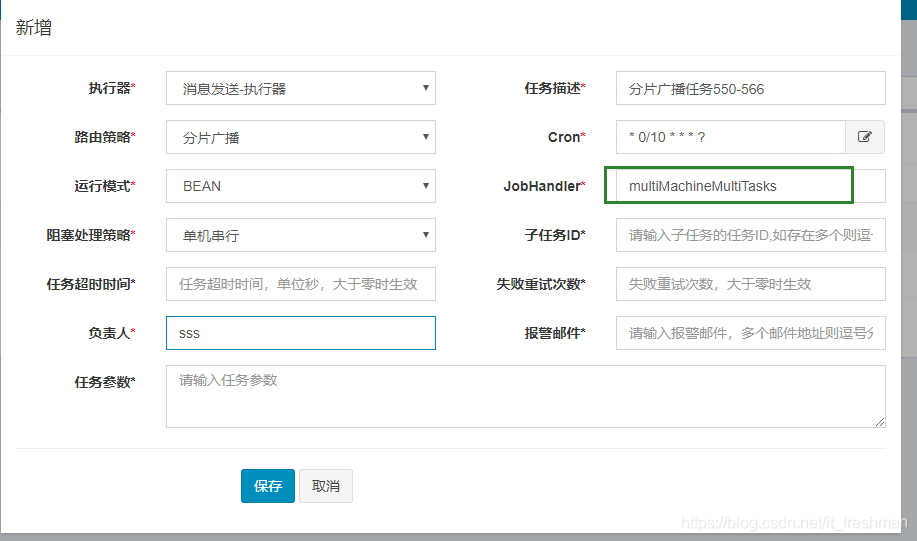 新增
执行器* 消息发送-执行器 任务描述* 分片广播任务550-566
路由策略* 分片广播 Cron* * 0/10 * * * ?
运行模式* BEAN JobHandler* multiMachineMultiTasks
阻塞处理策略* 单机串行 子任务ID* 请输入子任务的任务ID,如存在多个则逗
任务超时时间* 任务超时时间，单位秒，大于零时生效 失败重试次数* 失败重试次数，大于零时生效
负责人* sss 报警邮件* 请输入报警邮件，多个邮件地址则逗号分
任务参数* 请输入任务参数
保存 取消
https://blog.csdn.net/it_freshman